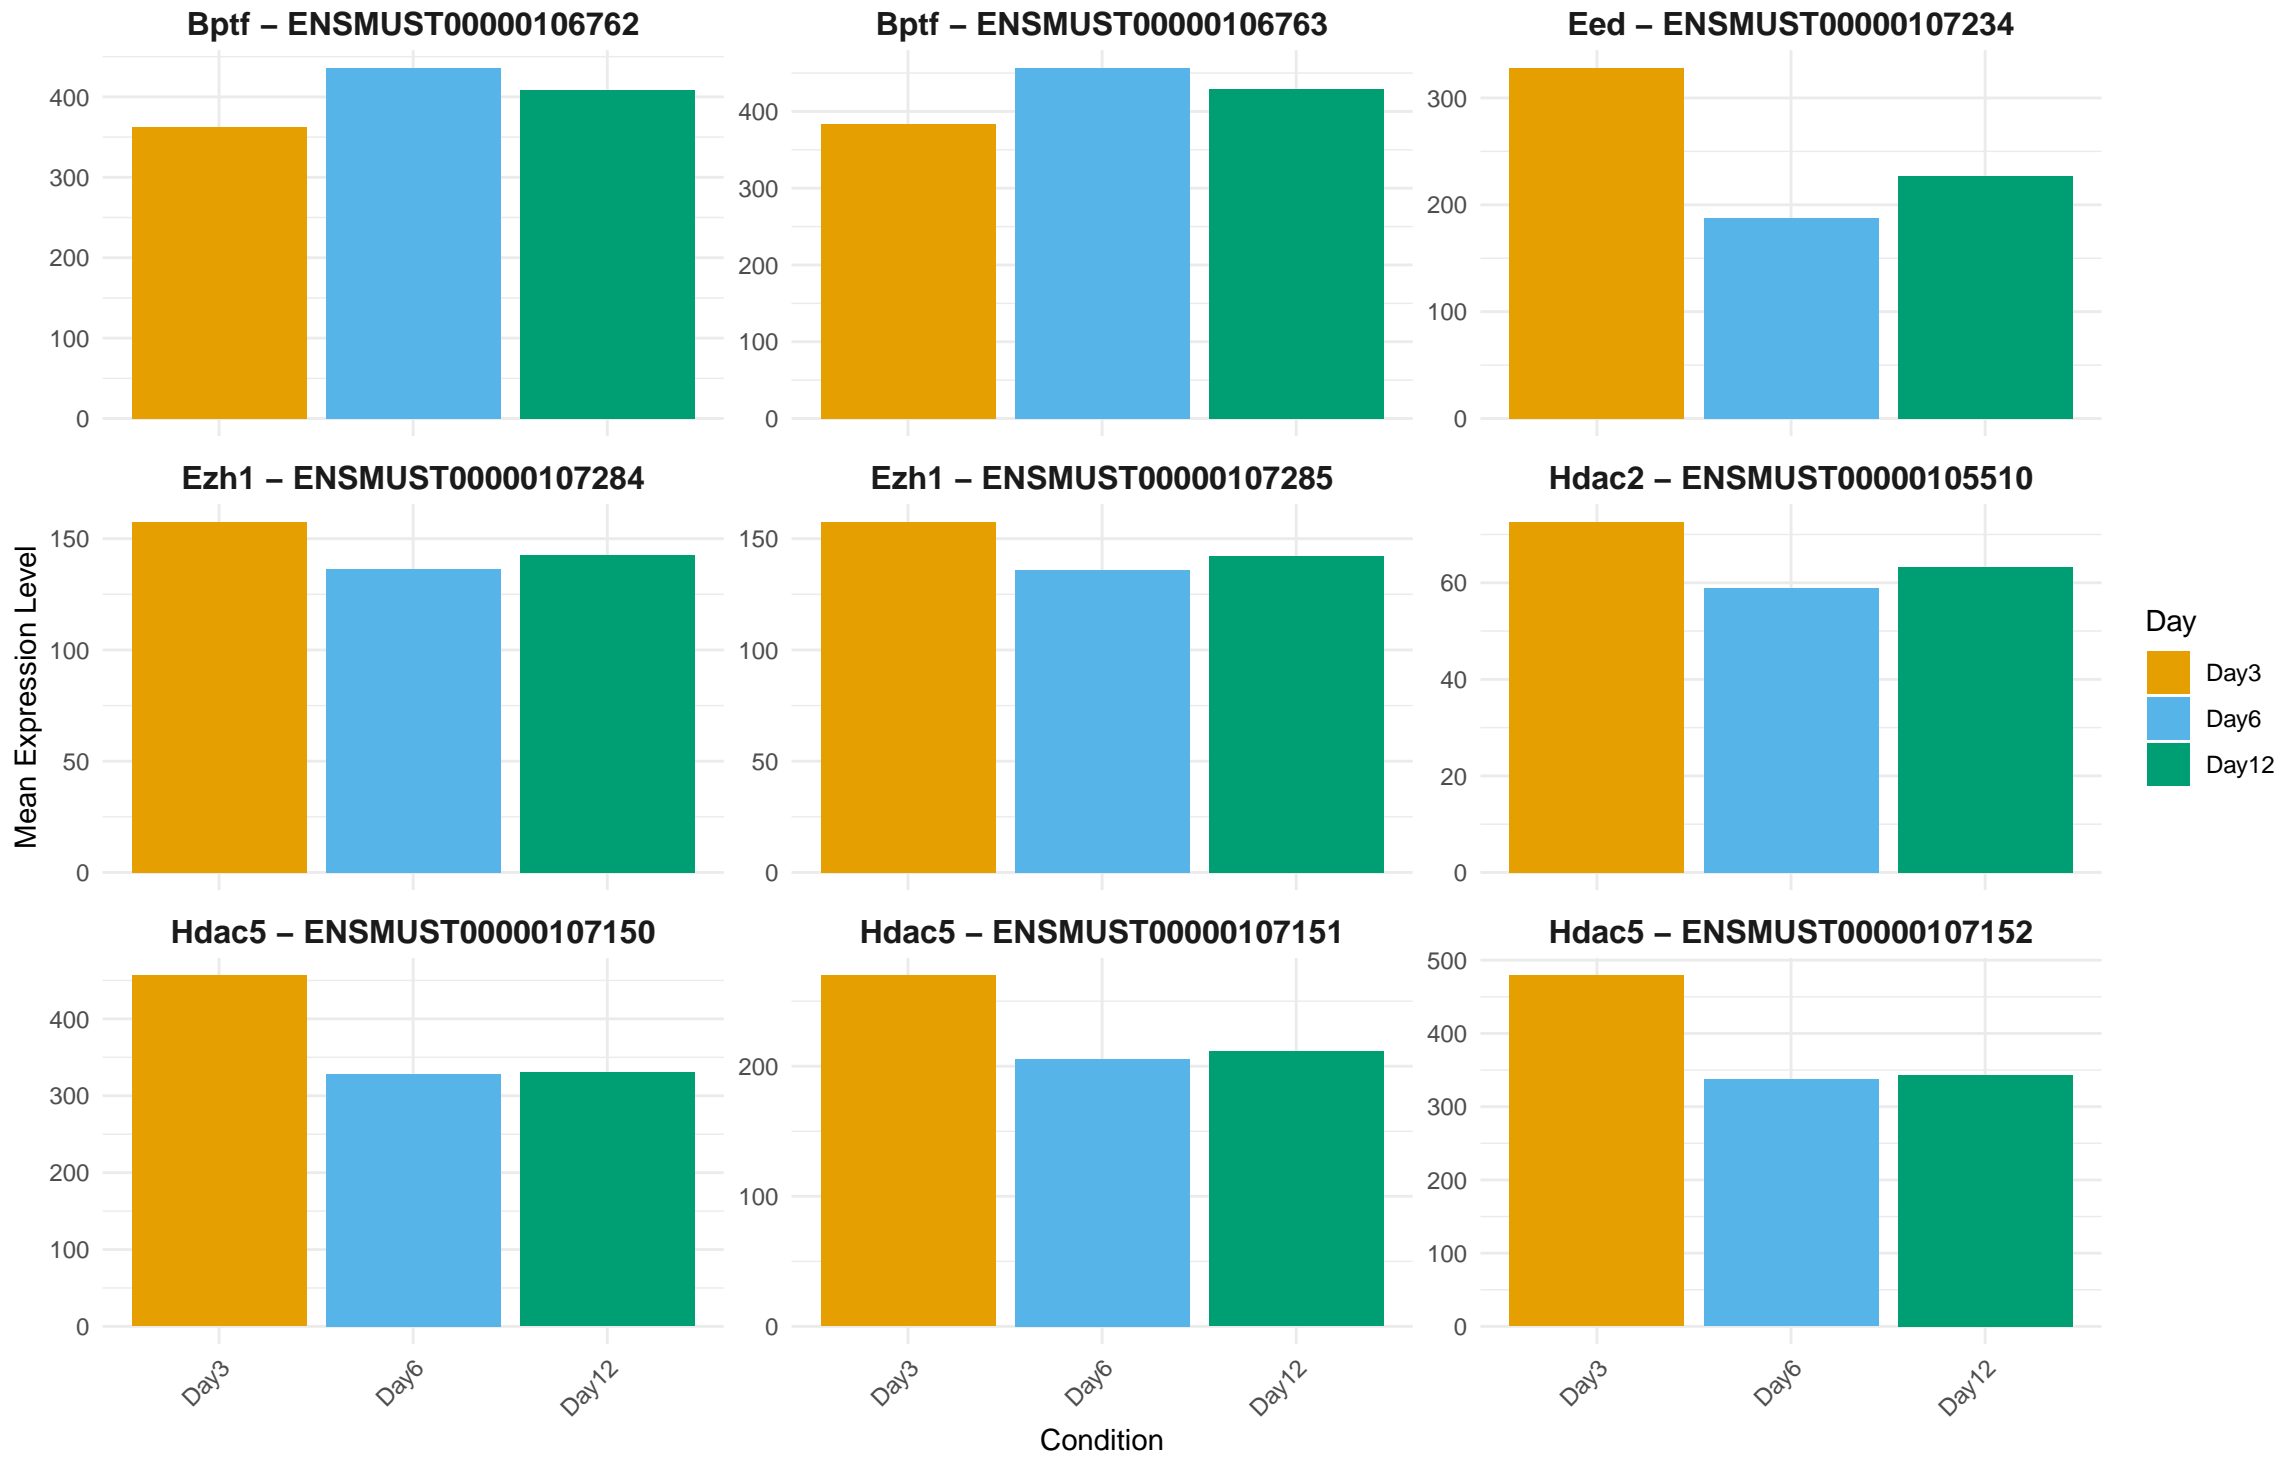 Bptf – ENSMUST00000106762
Bptf – ENSMUST00000106763
Eed – ENSMUST00000107234
400
300
200
100
0
400
300
200
100
0
300
200
100
0
Ezh1 – ENSMUST00000107284
Ezh1 – ENSMUST00000107285
Hdac2 – ENSMUST00000105510
150
100
50
0
150
100
50
0
60
40
20
0
Mean Expression Level
Hdac5 – ENSMUST00000107150
Hdac5 – ENSMUST00000107151
Hdac5 – ENSMUST00000107152
400
300
200
100
0
200
100
0
500
400
300
200
100
0
Day3
Day6
Day12
Day3
Day6
Day12
Day3
Day6
Day12
Condition
Day
Day3
Day6
Day12